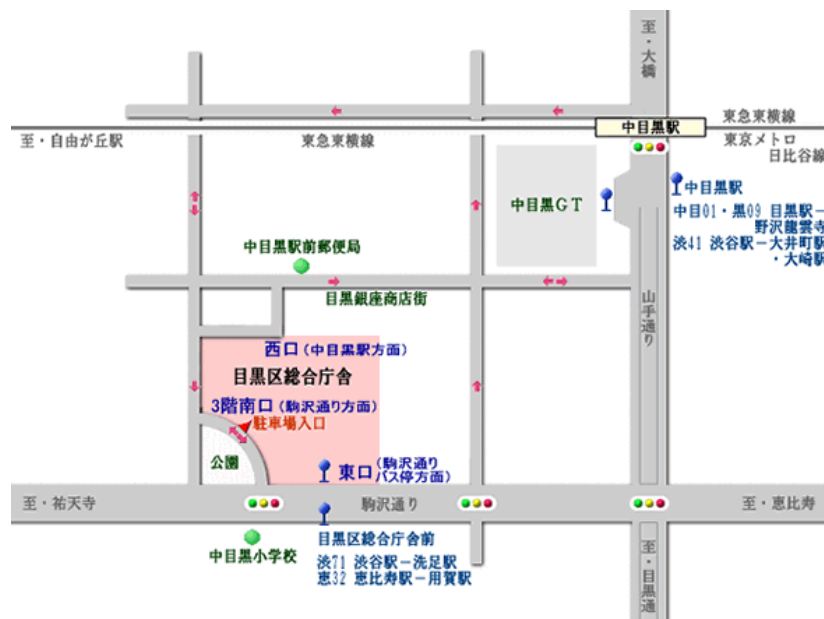 至・大橋
東急東横線
中目黒駅
至・自由が丘駅
東急東横線
東京メトロ
日比谷線
中目黒駅
中目黒GT
中目01・黒09 目黒駅－
野沢龍雲寺
渋41 渋谷駅－大井町駅
・大崎駅
中目黒駅前郵便局
目黒銀座商店街
山手通り
西口(中目黒駅方面)
目黒区総合庁舎
3階南口(駒沢通り方面)
駐車場入口
公園
東口(駒沢通り
バス停方面)
至・祐天寺
駒沢通り
至・恵比寿
目黒区総合庁舎前
中目黒小学校
渋71 渋谷駅－洗足駅
恵32 恵比寿駅－用賀駅
至・目黒通